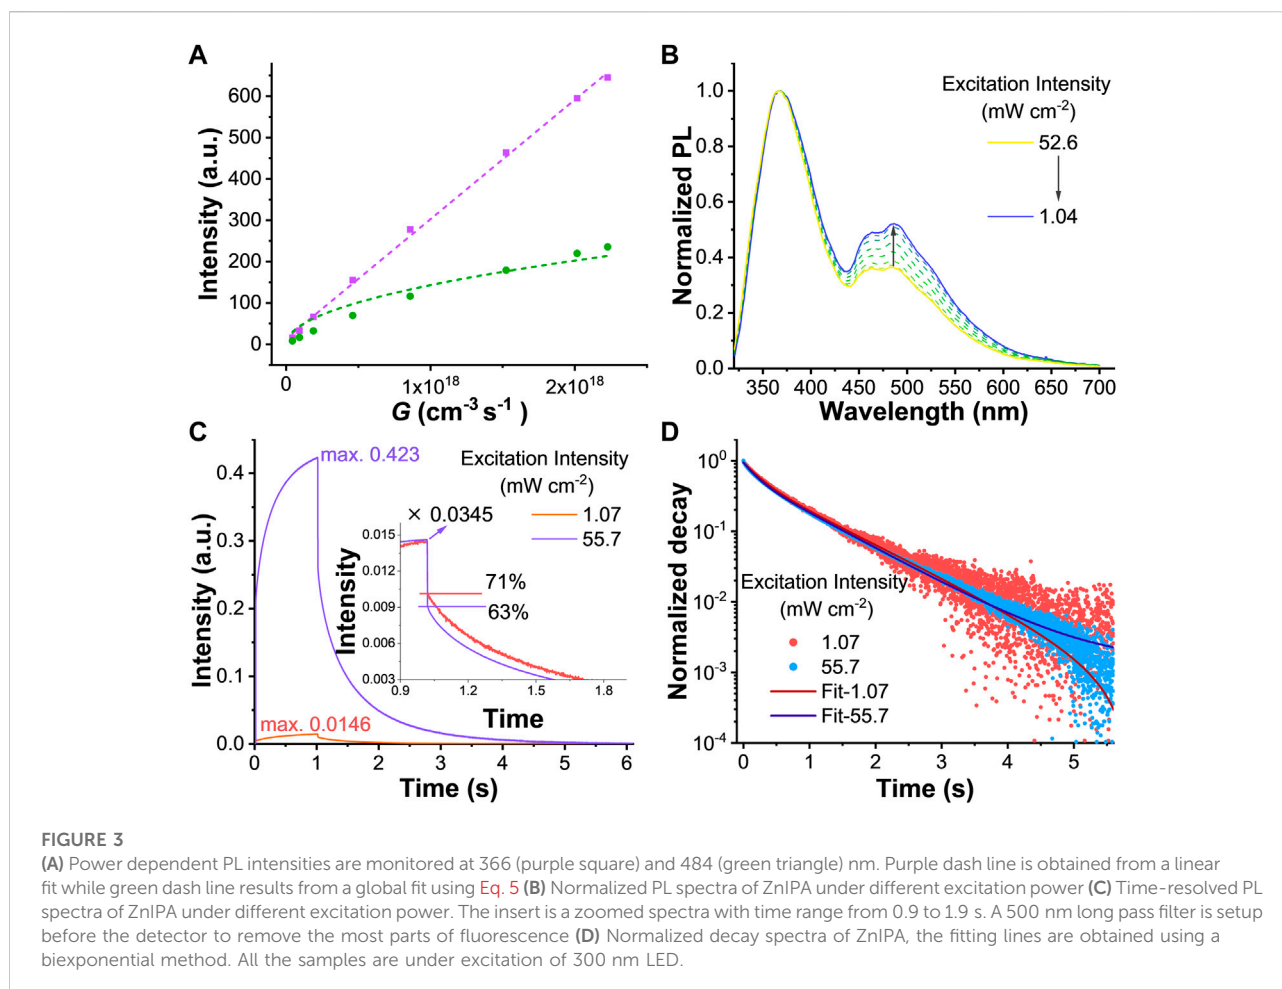 A
Intensity (a.u.)
600
500
400
300
200
100
0
0
1x10^18
2x10^18
G (cm^-3 s^-1 )
B
Normalized PL
1.0
0.8
0.6
0.4
0.2
0.0
350 400 450 500 550 600 650 700
Wavelength (nm)
Excitation Intensity
(mW cm^-2)
52.6
1.04
C
Intensity (a.u.)
0.4
0.3
0.2
0.1
0.0
0 1 2 3 4 5 6
Time (s)
max. 0.423
max. 0.0146
Excitation Intensity
(mW cm^-2)
1.07
55.7
× 0.0345
Intensity
0.015
0.012
0.009
0.006
0.003
0.9 1.2 1.5 1.8
Time
71%
63%
D
Normalized decay
10^0
10^-1
10^-2
10^-3
10^-4
0 1 2 3 4 5
Time (s)
Excitation Intensity
(mW cm^-2)
1.07
55.7
Fit-1.07
Fit-55.7
FIGURE 3
(A) Power dependent PL intensities are monitored at 366 (purple square) and 484 (green triangle) nm. Purple dash line is obtained from a linear
fit while green dash line results from a global fit using Eq. 5 (B) Normalized PL spectra of ZnIPA under different excitation power (C) Time-resolved PL
spectra of ZnIPA under different excitation power. The insert is a zoomed spectra with time range from 0.9 to 1.9 s. A 500 nm long pass filter is setup
before the detector to remove the most parts of fluorescence (D) Normalized decay spectra of ZnIPA, the fitting lines are obtained using a
biexponential method. All the samples are under excitation of 300 nm LED.